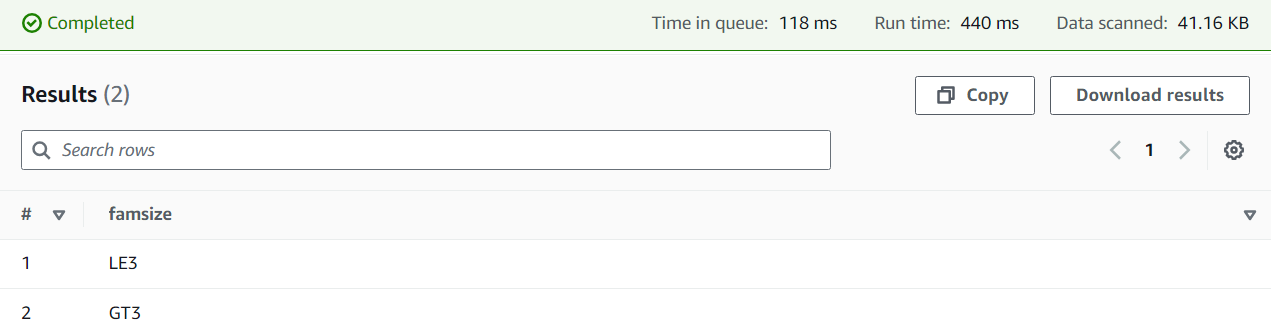 Completed Time in queue: 118 ms Run time: 440 ms Data scanned: 41.16 KB
Results (2) Copy Download results
Search rows 1
# famsize
1 LE3
2 GT3